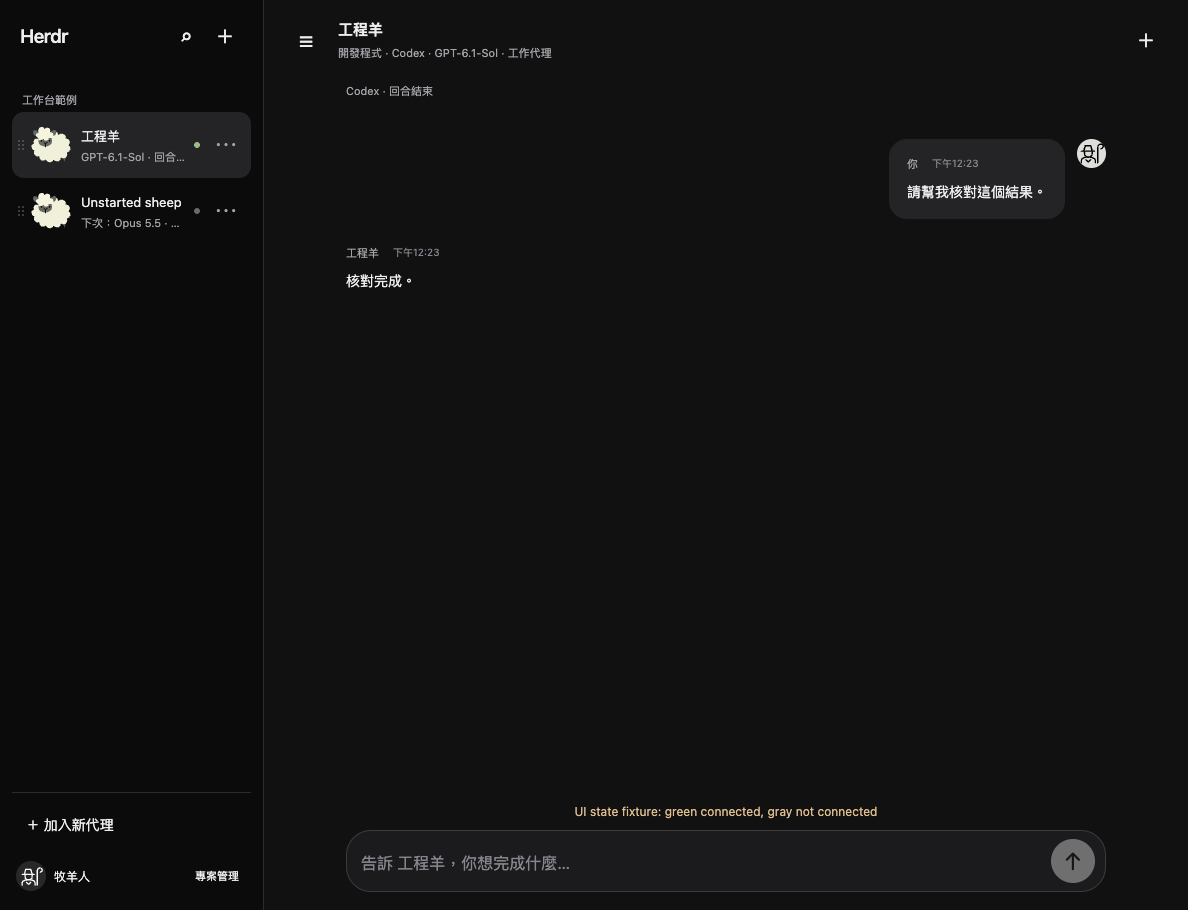 Herdr
工作台範例
工程羊
GPT-6.1-Sol · 回合...
Unstarted sheep
下次：Opus 5.5 · ...
+ 加入新代理
牧羊人
專案管理
工程羊
開發程式 · Codex · GPT-6.1-Sol · 工作代理
Codex · 回合結束
你 下午12:23
請幫我核對這個結果。
工程羊 下午12:23
核對完成。
UI state fixture: green connected, gray not connected
告訴 工程羊，你想完成什麼...